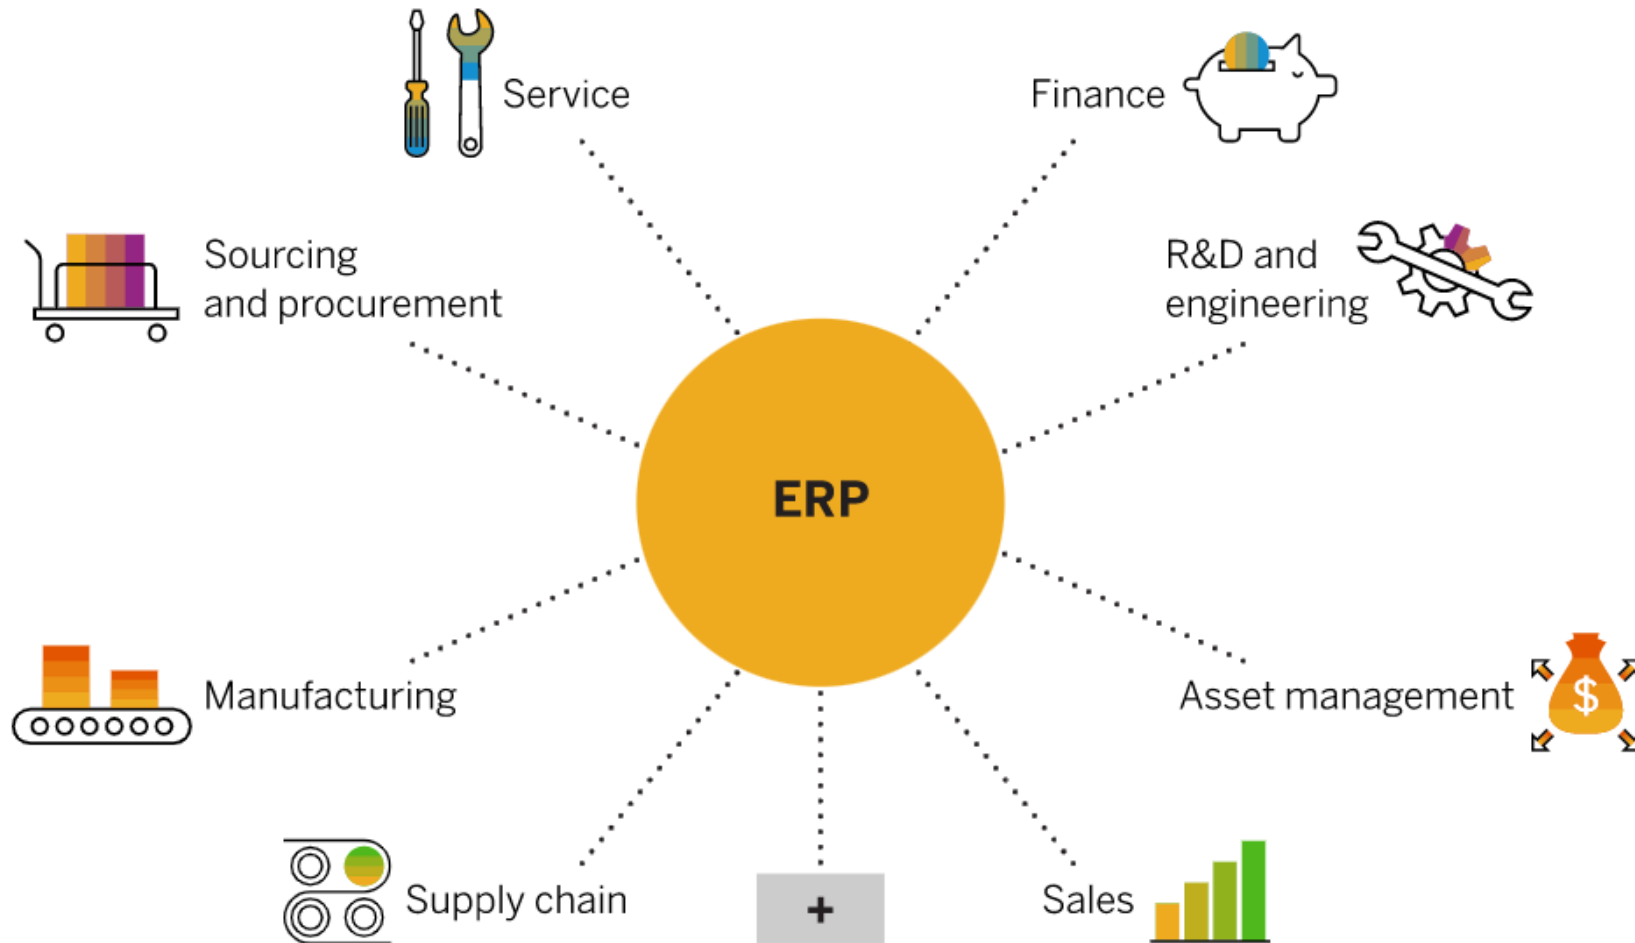 Service
Finance
Sourcing
and procurement
R&D and
engineering
ERP
Manufacturing
Asset management
$
Supply chain
+
Sales